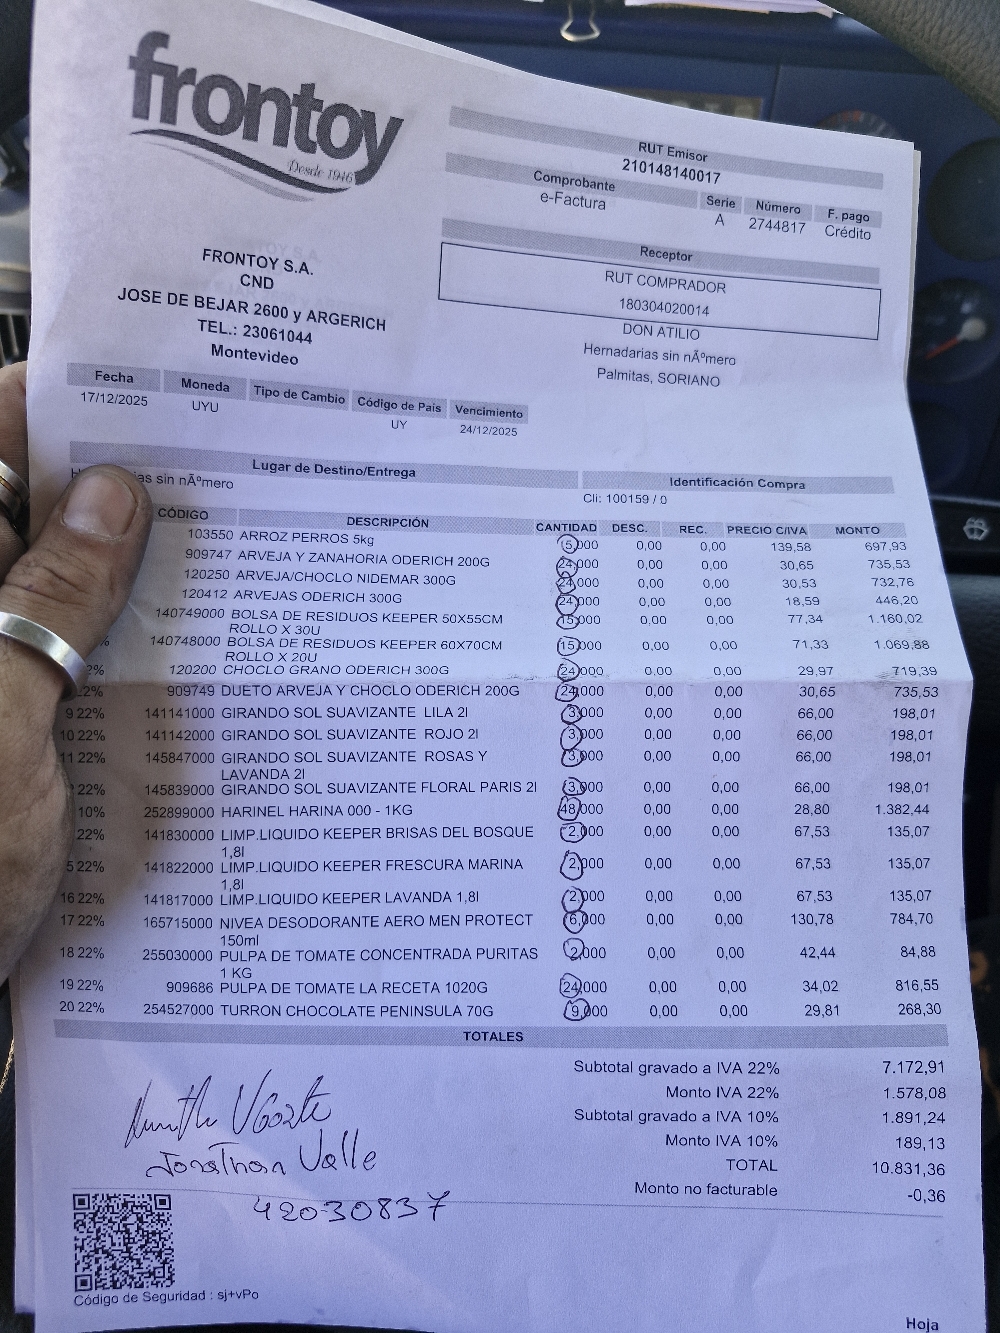 frontoy
Desde 1946
RUT Emisor
210148140017
Comprobante Serie Número F. pago
e-Factura A 2744817 Crédito
Receptor
RUT COMPRADOR
180304020014
DON ATILIO
Hernadarias sin nÃºmero
Palmitas, SORIANO
FRONTOY S.A.
CND
JOSE DE BEJAR 2600 y ARGERICH
TEL.: 23061044
Montevideo
Fecha Moneda Tipo de Cambio Código de Pais Vencimiento
17/12/2025 UYU UY 24/12/2025
Lugar de Destino/Entrega Identificación Compra
sin nÃºmero Cli: 100159 / 0
CÓDIGO DESCRIPCIÓN CANTIDAD DESC. REC. PRECIO C/IVA MONTO
103550 ARROZ PERROS 5kg 5,000 0,00 0,00 139,58 697,93
909747 ARVEJA Y ZANAHORIA ODERICH 200G 24,000 0,00 0,00 30,65 735,53
120250 ARVEJA/CHOCLO NIDEMAR 300G 24,000 0,00 0,00 30,53 732,76
120412 ARVEJAS ODERICH 300G 24,000 0,00 0,00 18,59 446,20
140749000 BOLSA DE RESIDUOS KEEPER 50X55CM 15,000 0,00 0,00 77,34 1.160,02
ROLLO X 30U
% 140748000 BOLSA DE RESIDUOS KEEPER 60X70CM 15,000 0,00 0,00 71,33 1.069,88
ROLLO X 20U
2% 120200 CHOCLO GRANO ODERICH 300G 24,000 0,00 0,00 29,97 719,39
22% 909749 DUETO ARVEJA Y CHOCLO ODERICH 200G 24,000 0,00 0,00 30,65 735,53
9 22% 141141000 GIRANDO SOL SUAVIZANTE LILA 2l 3,000 0,00 0,00 66,00 198,01
10 22% 141142000 GIRANDO SOL SUAVIZANTE ROJO 2l 3,000 0,00 0,00 66,00 198,01
11 22% 145847000 GIRANDO SOL SUAVIZANTE ROSAS Y 3,000 0,00 0,00 66,00 198,01
LAVANDA 2l
22% 145839000 GIRANDO SOL SUAVIZANTE FLORAL PARIS 2l 3,000 0,00 0,00 66,00 198,01
10% 252899000 HARINEL HARINA 000 - 1KG 48,000 0,00 0,00 28,80 1.382,44
22% 141830000 LIMP.LIQUIDO KEEPER BRISAS DEL BOSQUE 2,000 0,00 0,00 67,53 135,07
1,8l
5 22% 141822000 LIMP.LIQUIDO KEEPER FRESCURA MARINA 2,000 0,00 0,00 67,53 135,07
1,8l
16 22% 141817000 LIMP.LIQUIDO KEEPER LAVANDA 1,8l 2,000 0,00 0,00 67,53 135,07
17 22% 165715000 NIVEA DESODORANTE AERO MEN PROTECT 6,000 0,00 0,00 130,78 784,70
150ml
18 22% 255030000 PULPA DE TOMATE CONCENTRADA PURITAS 2,000 0,00 0,00 42,44 84,88
1 KG
19 22% 909686 PULPA DE TOMATE LA RECETA 1020G 24,000 0,00 0,00 34,02 816,55
20 22% 254527000 TURRON CHOCOLATE PENINSULA 70G 9,000 0,00 0,00 29,81 268,30
TOTALES
Subtotal gravado a IVA 22% 7.172,91
Monto IVA 22% 1.578,08
Subtotal gravado a IVA 10% 1.891,24
Monto IVA 10% 189,13
TOTAL 10.831,36
Monto no facturable -0,36
Jonathan Valle
42030837
Código de Seguridad : sj+vPo
Hoja